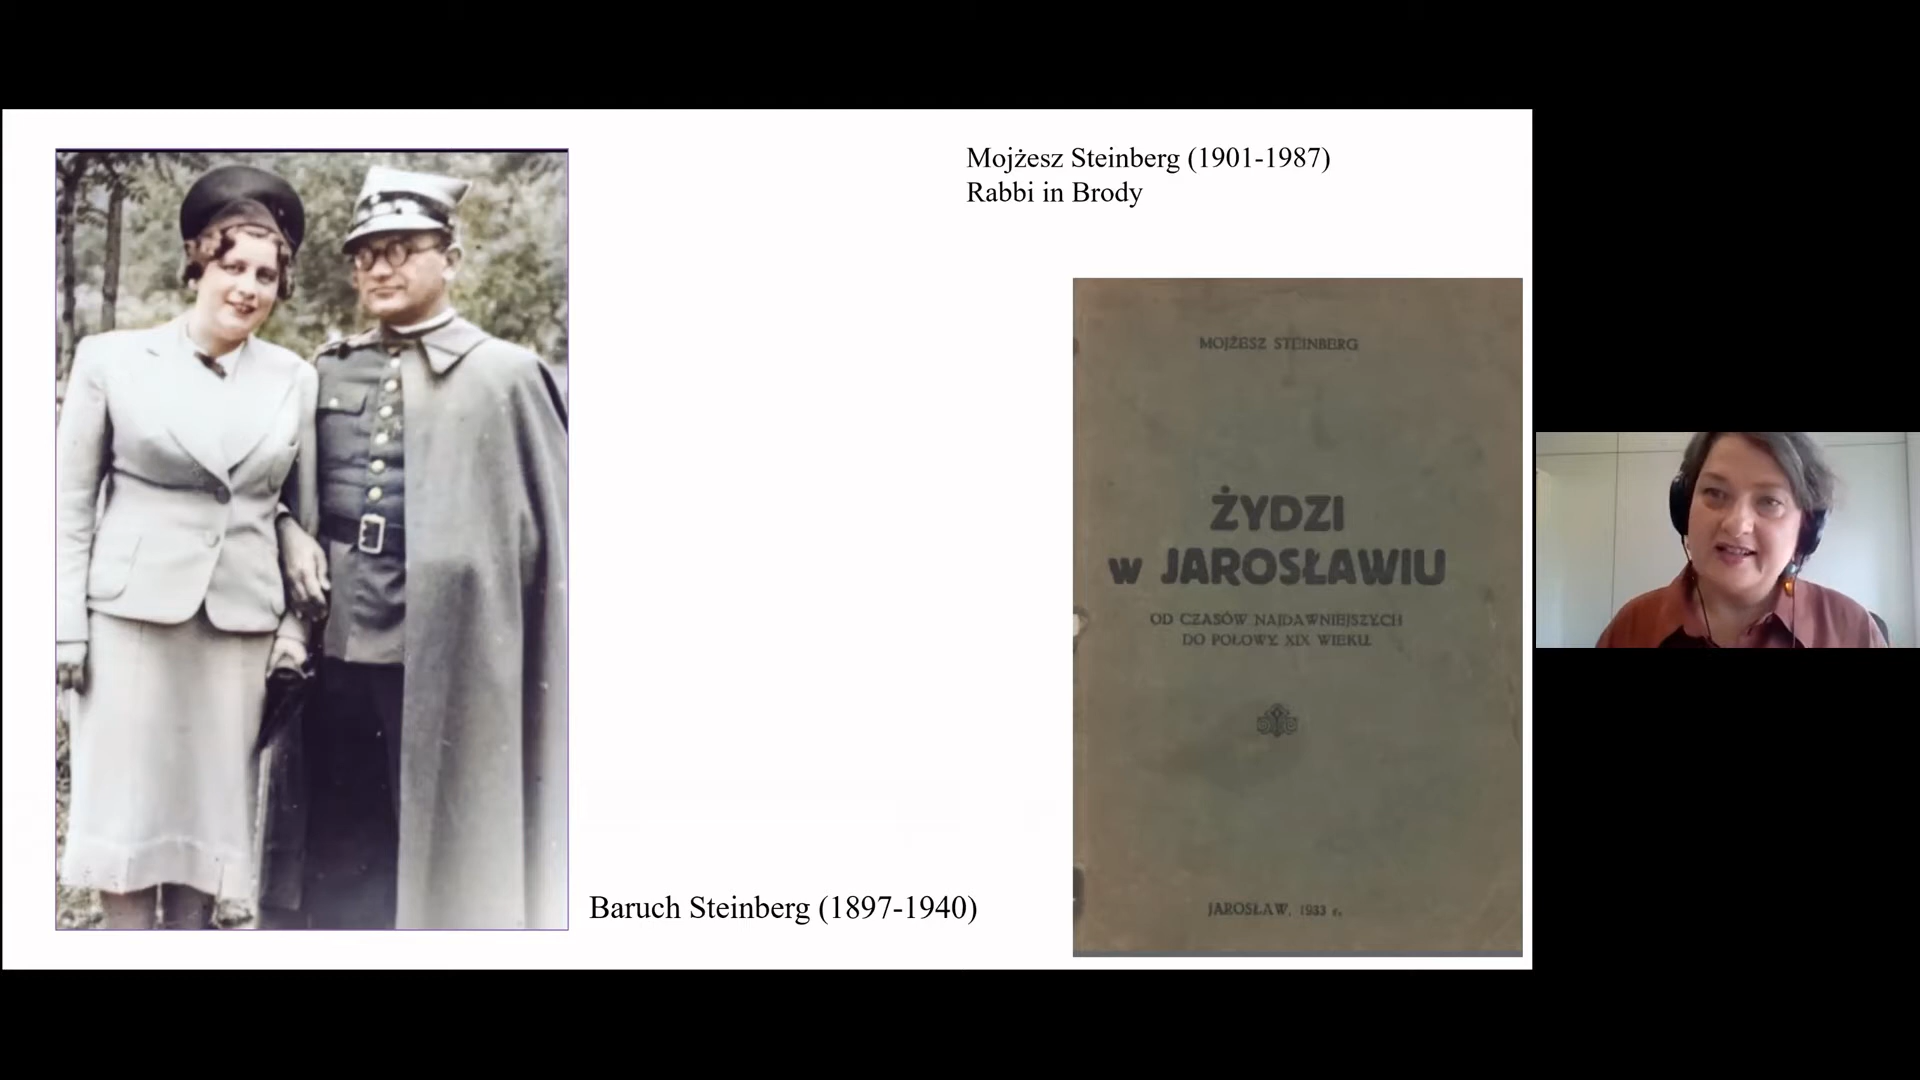 Mojżesz Steinberg (1901-1987)
Rabbi in Brody
MOJŻESZ STEINBERG
ŻYDZI
w JAROSŁAWIU
OD CZASÓW NAJDAWNIEJSZYCH
DO POŁOWY XIX WIEKU.
JAROSŁAW, 1933 r.
Baruch Steinberg (1897-1940)